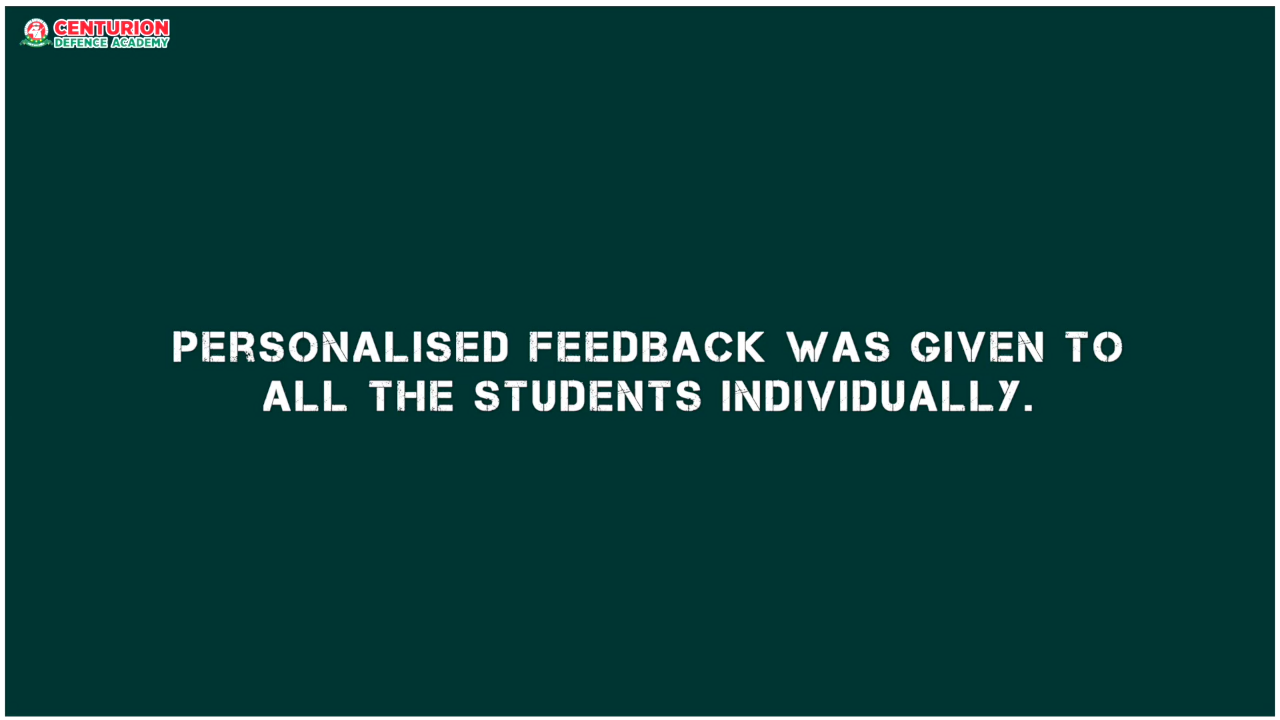 CENTURION
DEFENCE ACADEMY
PERSONALISED FEEDBACK WAS GIVEN TO
ALL THE STUDENTS INDIVIDUALLY.